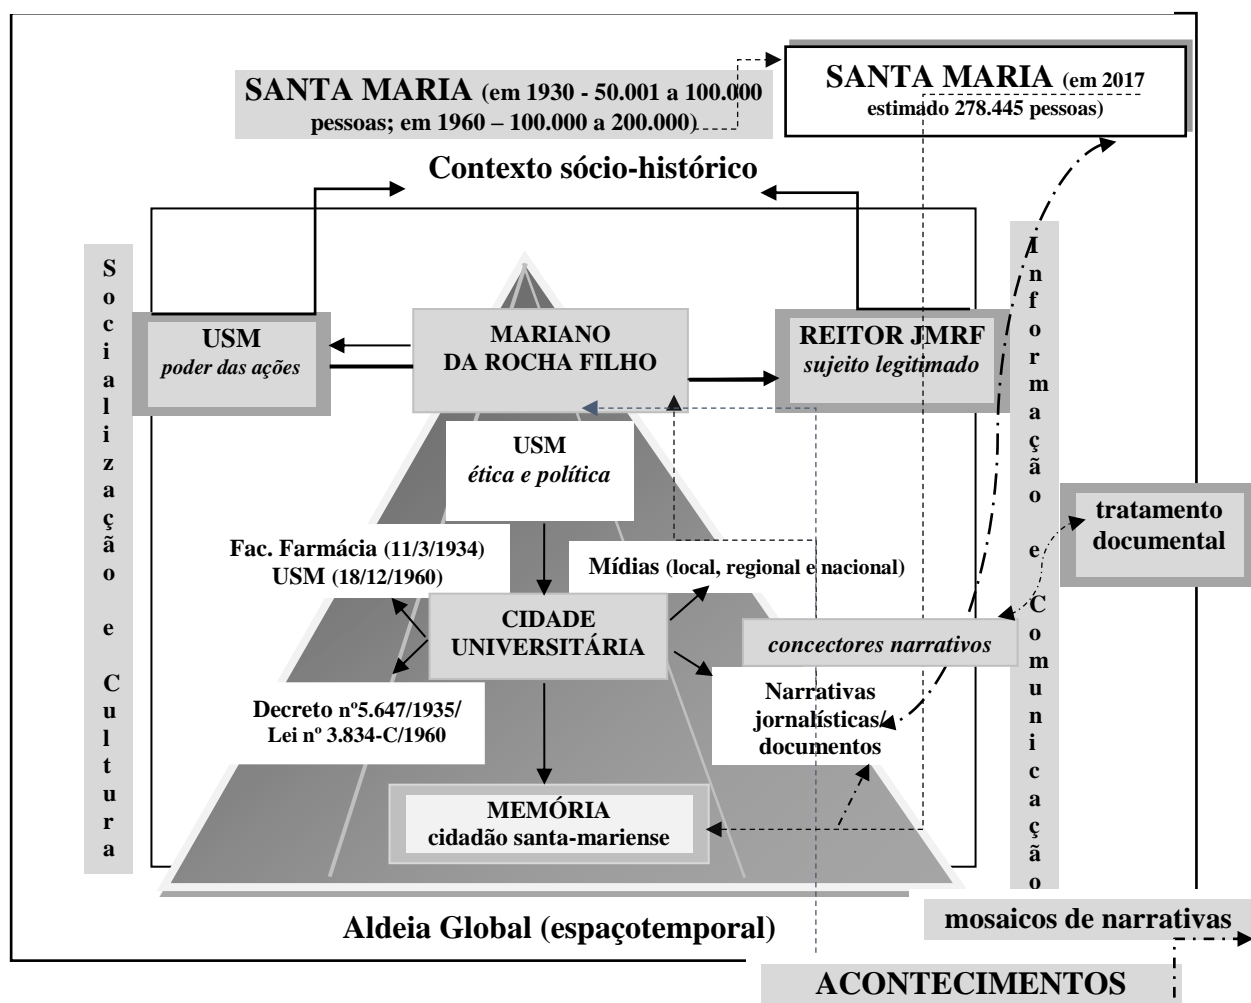 SANTA MARIA (em 1930 - 50.001 a 100.000
pessoas; em 1960 – 100.000 a 200.000)
SANTA MARIA (em 2017
estimado 278.445 pessoas)
Contexto sócio-histórico
Socialização e Cultura
Informação e Comunicação
USM
poder das ações
MARIANO
DA ROCHA FILHO
REITOR JMRF
sujeito legitimado
USM
ética e política
Fac. Farmácia (11/3/1934)
USM (18/12/1960)
Mídias (local, regional e nacional)
tratamento
documental
CIDADE
UNIVERSITÁRIA
concectores narrativos
Decreto nº5.647/1935/
Lei nº 3.834-C/1960
Narrativas
jornalísticas/
documentos
MEMÓRIA
cidadão santa-mariense
Aldeia Global (espaçotemporal)
mosaicos de narrativas
ACONTECIMENTOS